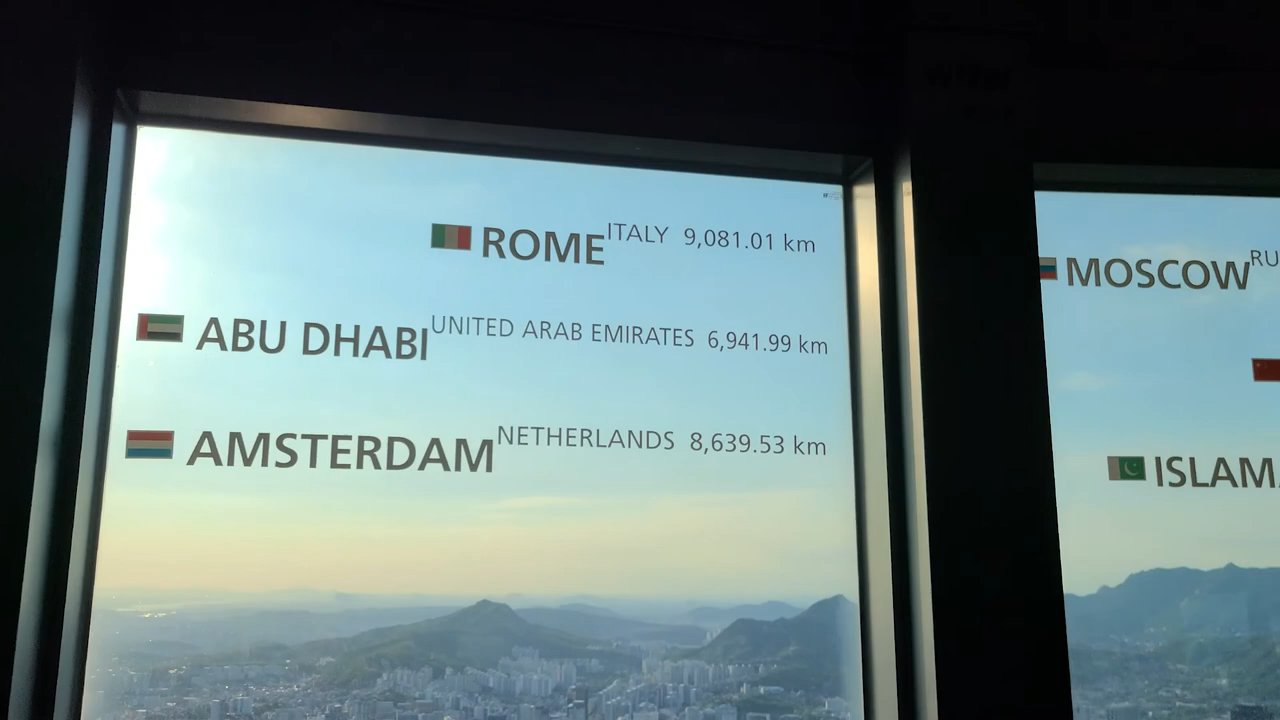 ROME ITALY 9,081.01 km
ABU DHABI UNITED ARAB EMIRATES 6,941.99 km
AMSTERDAM NETHERLANDS 8,639.53 km
MOSCOW